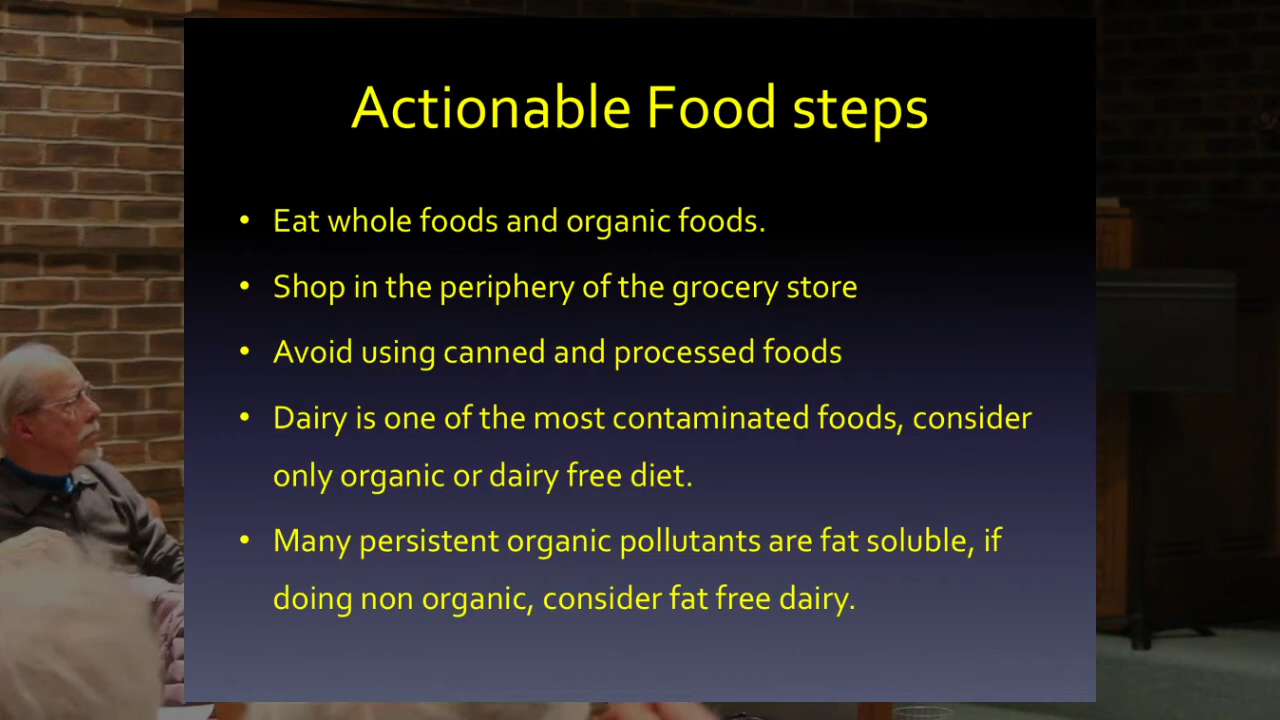 Actionable Food steps
• Eat whole foods and organic foods.
• Shop in the periphery of the grocery store
• Avoid using canned and processed foods
• Dairy is one of the most contaminated foods, consider
only organic or dairy free diet.
• Many persistent organic pollutants are fat soluble, if
doing non organic, consider fat free dairy.